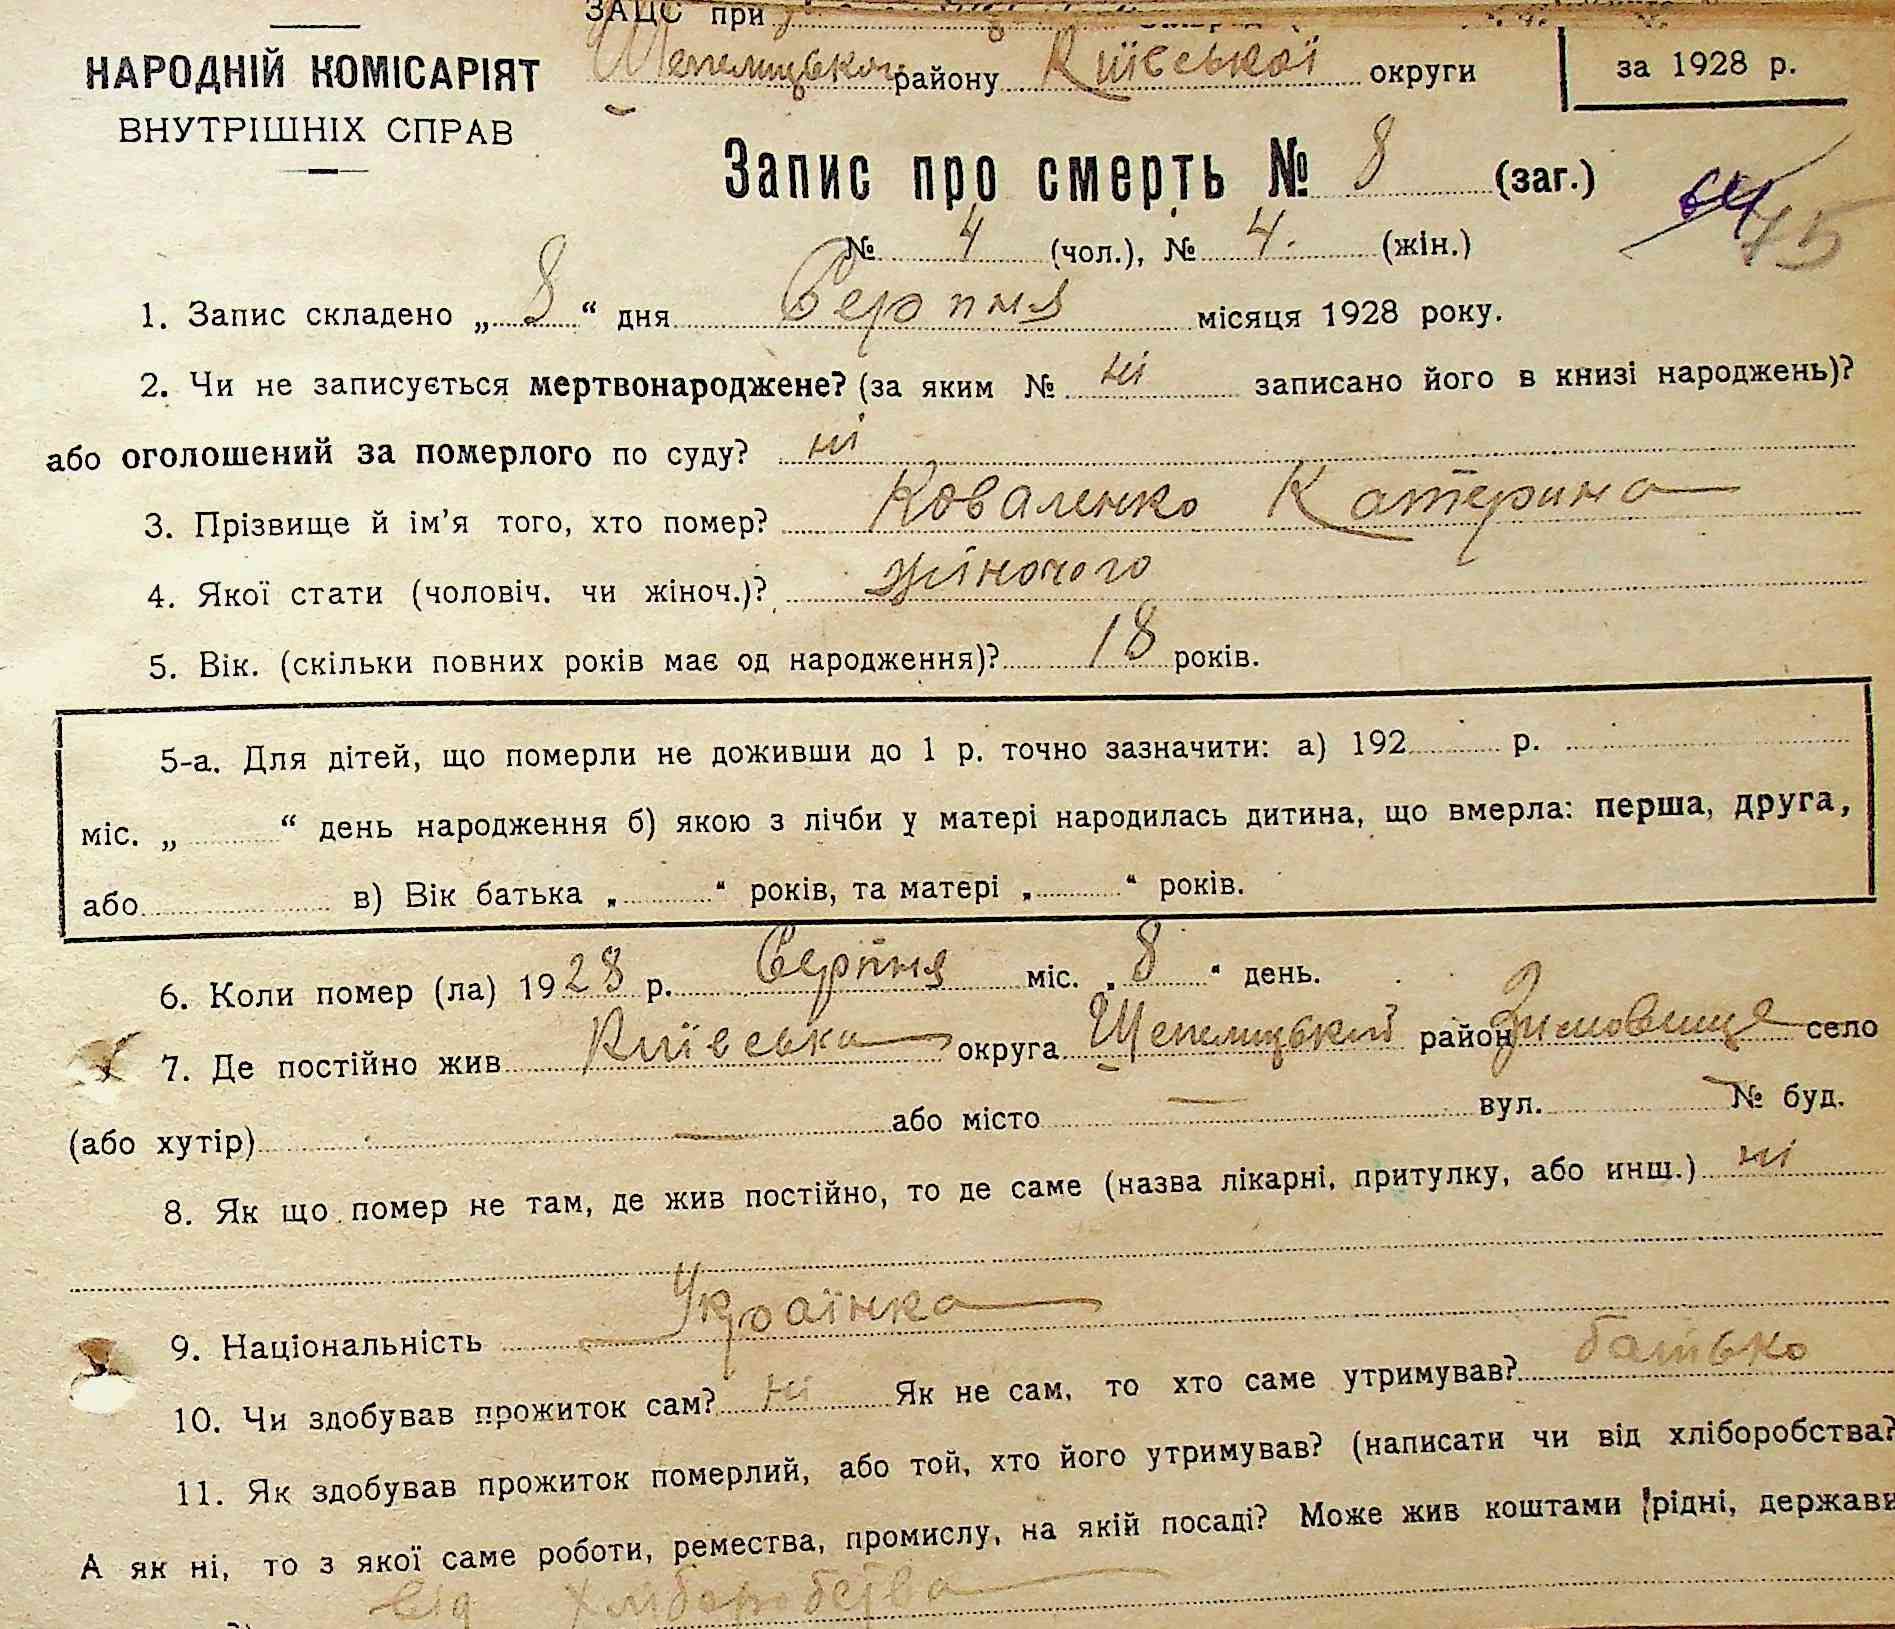 ЗАЦС при
НАРОДНІЙ КОМІСАРІЯТ
ВНУТРІШНІХ СПРАВ
Шепелицького району Київської округи
за 1928 р.
Запис про смерть № 8 (заг.)
64 75
№ 4 (чол.), № 4. (жін.)
1. Запис складено „ 8 “ дня Серпня місяця 1928 року.
2. Чи не записується мертвонароджене? (за яким № ні записано його в книзі народжень)?
або оголошений за померлого по суду? ні
3. Прізвище й ім'я того, хто помер? Коваленко Катерина
4. Якої стати (чоловіч. чи жіноч.)? жіночого
5. Вік. (скільки повних років має од народження)? 18 років.
5-а. Для дітей, що померли не доживши до 1 р. точно зазначити: а) 192 р.
міс. „ “ день народження б) якою з лічби у матері народилась дитина, що вмерла: перша, друга,
або в) Вік батька „ “ років, та матері „ “ років.
6. Коли помер (ла) 1928 р. Серпня міс. „ 8 “ день.
7. Де постійно жив Київська округа Шепелицький район Зимовище село
(або хутір) — або місто — вул. № буд.
8. Як що помер не там, де жив постійно, то де саме (назва лікарні, притулку, або инщ.) ні
9. Національність Українка
10. Чи здобував прожиток сам? ні Як не сам, то хто саме утримував? батько
11. Як здобував прожиток померлий, або той, хто його утримував? (написати чи від хліборобства?
А як ні, то з якої саме роботи, ремества, промислу, на якій посаді? Може жив коштами рідні, держави
від хліборобства